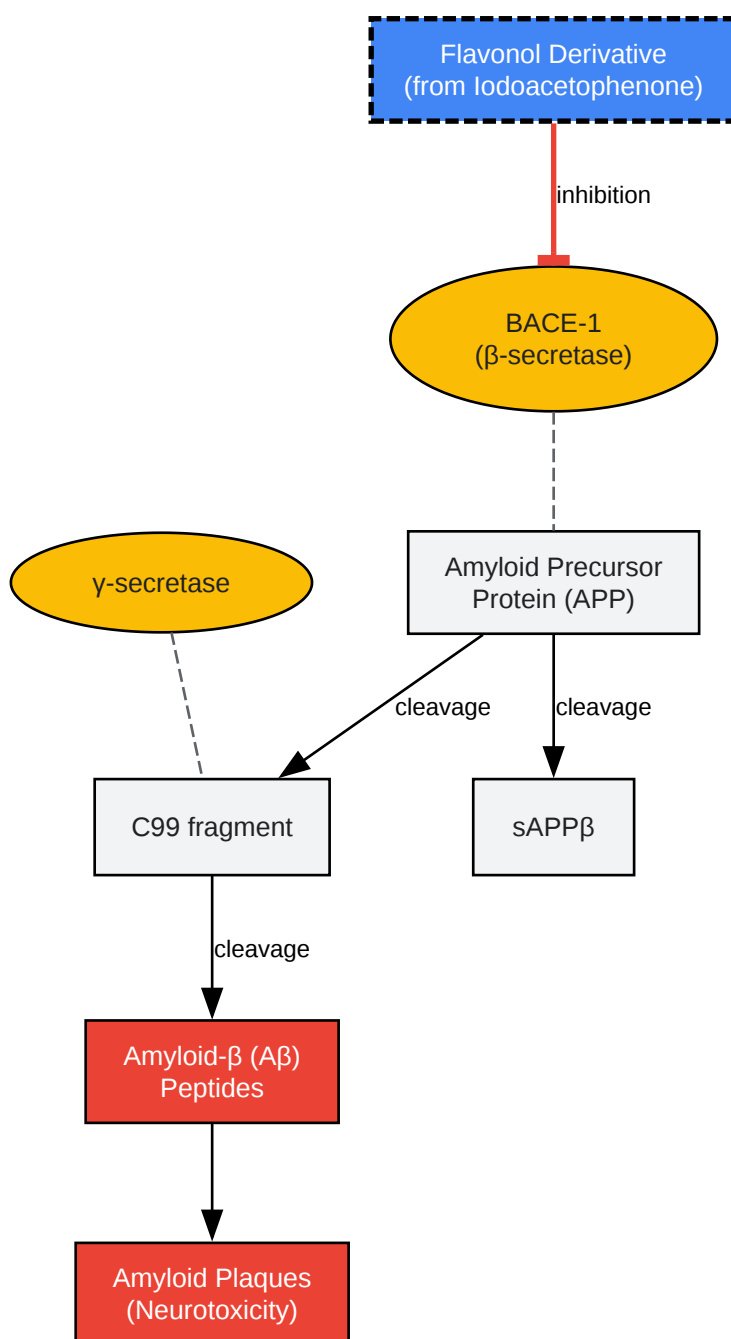 Flavonol Derivative
(from Iodoacetophenone)
inhibition
BACE-1
(β-secretase)
γ-secretase
Amyloid Precursor
Protein (APP)
cleavage
cleavage
C99 fragment
sAPPβ
cleavage
Amyloid-β (Aβ)
Peptides
Amyloid Plaques
(Neurotoxicity)